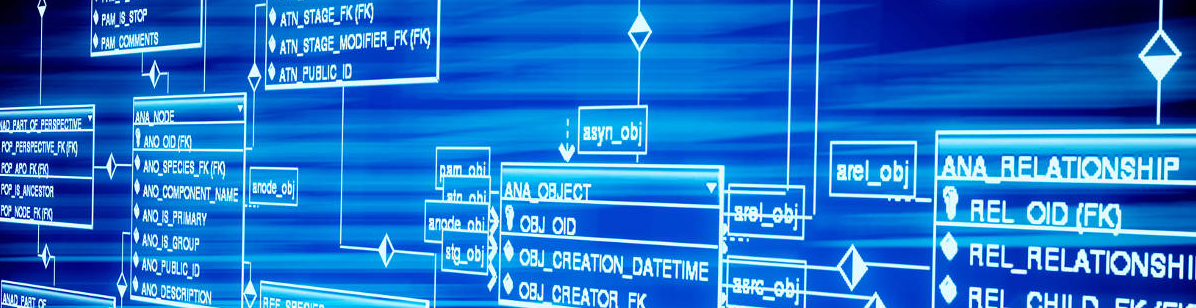 PAM_IS_STOP
PAM_COMMENTS
ATN_STAGE_FK (FK)
ATN_STAGE_MODIFIER_FK (FK)
ATN_PUBLIC_ID
ANAD_PART_OF_PERSPECTIVE
POP_PERSPECTIVE_FK (FK)
POP_APO_FK (FK)
POP_IS_ANCESTOR
POP_NODE_FK (FK)
ANA_NODE
ANO_OID (FK)
ANO_SPECIES_FK (FK)
ANO_COMPONENT_NAME
ANO_IS_PRIMARY
ANO_IS_GROUP
ANO_PUBLIC_ID
ANO_DESCRIPTION
anode_obj
ANAD_PART_OF
REF_SPECIES
asyn_obj
pam_obj
atn_obj
anode_obj
stg_obj
ANA_OBJECT
OBJ_OID
OBJ_CREATION_DATETIME
OBJ_CREATOR_FK
arel_obj
asrc_obj
arel_obj
ANA_RELATIONSHIP
REL_OID (FK)
REL_RELATIONSHI
REL_CHILD_FK (F